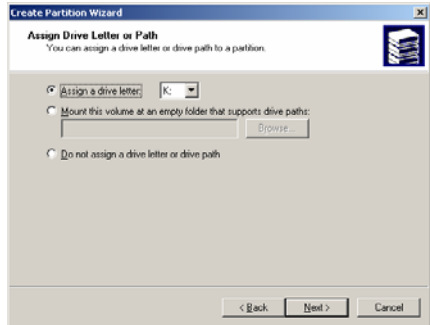 Create Partition Wizard
Assign Drive Letter or Path
You can assign a drive letter or drive path to a partition.
Assign a drive letter: K:
Mount this volume at an empty folder that supports drive paths:
Browse...
Do not assign a drive letter or drive path
< Back Next > Cancel